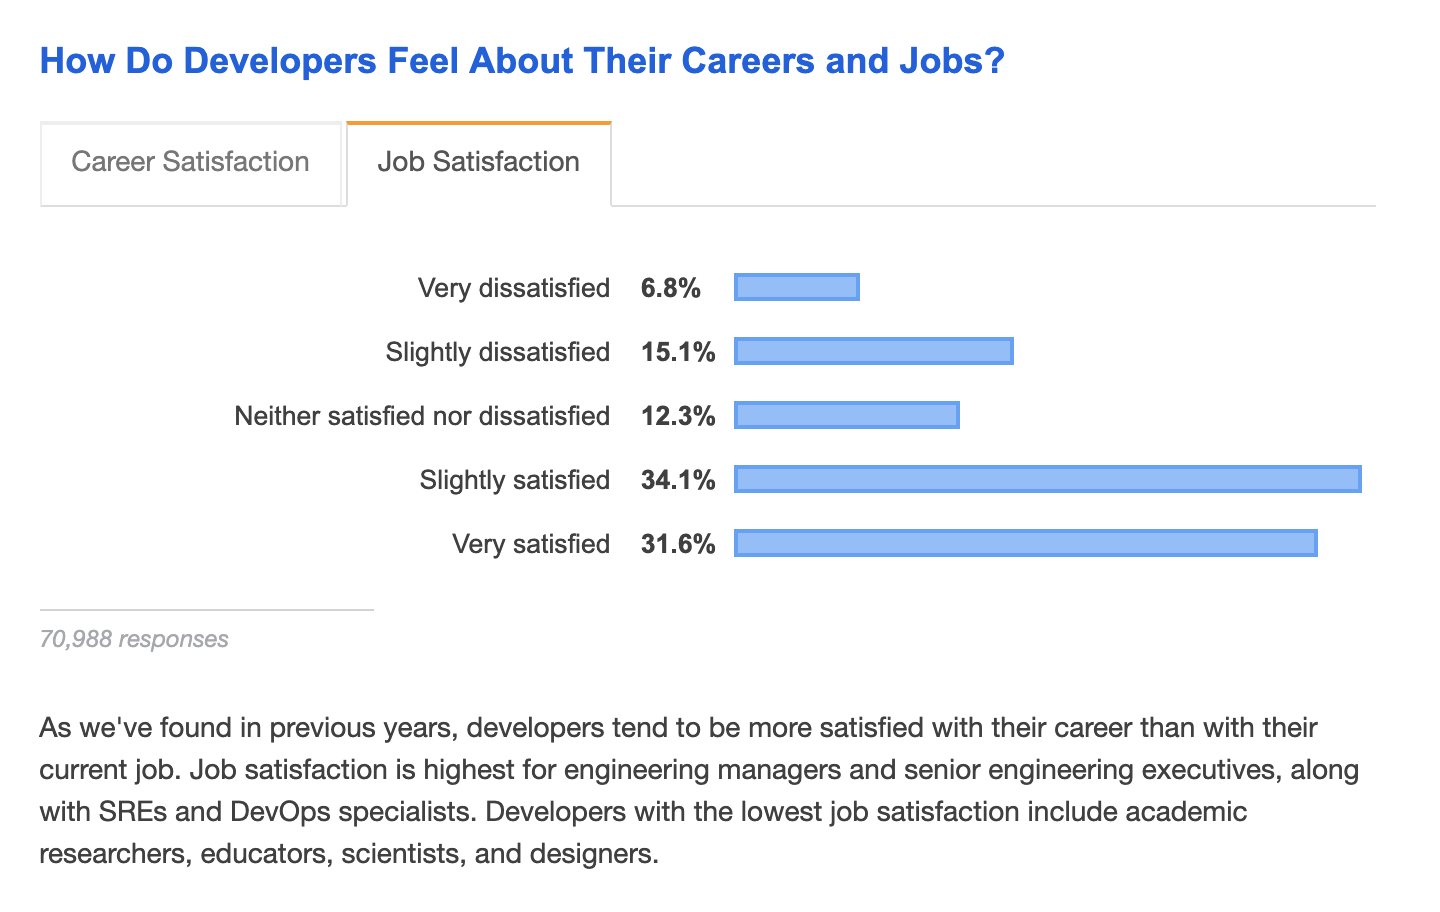 How Do Developers Feel About Their Careers and Jobs?
Career Satisfaction
Job Satisfaction
Very dissatisfied 6.8%
Slightly dissatisfied 15.1%
Neither satisfied nor dissatisfied 12.3%
Slightly satisfied 34.1%
Very satisfied 31.6%
70,988 responses
As we've found in previous years, developers tend to be more satisfied with their career than with their
current job. Job satisfaction is highest for engineering managers and senior engineering executives, along
with SREs and DevOps specialists. Developers with the lowest job satisfaction include academic
researchers, educators, scientists, and designers.